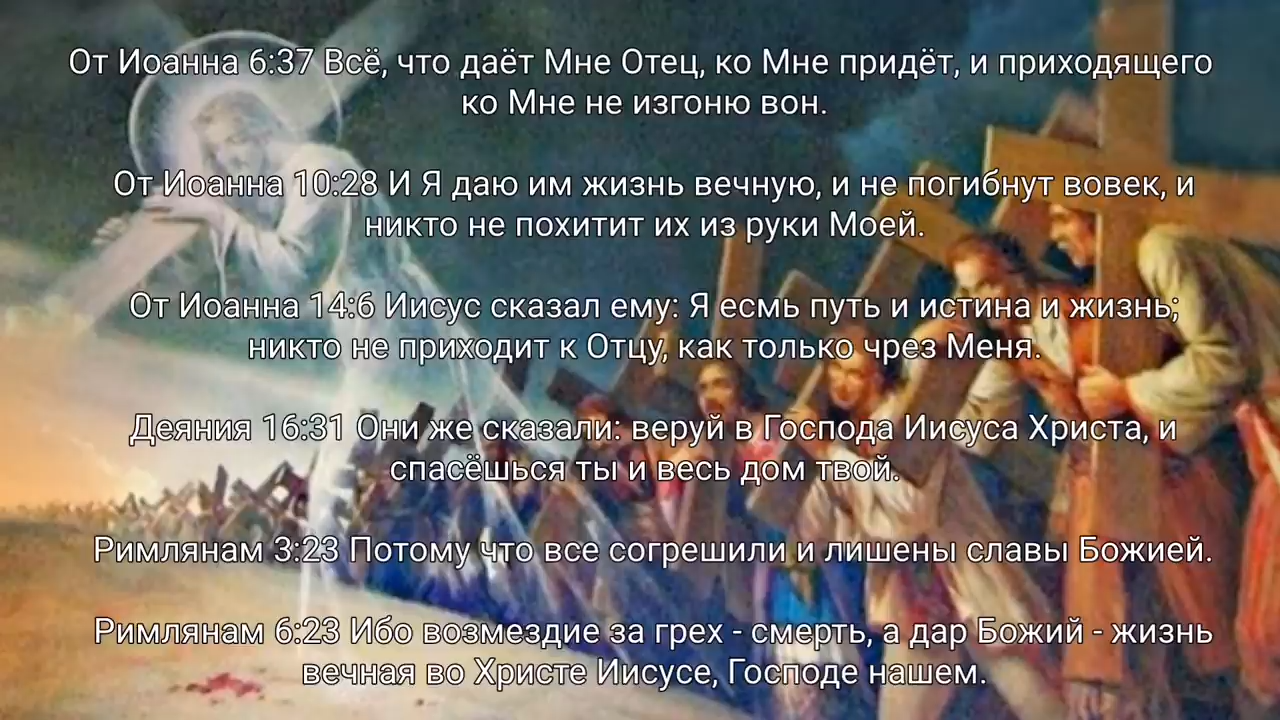 От Иоанна 6:37 Всё, что даёт Мне Отец, ко Мне придёт, и приходящего
ко Мне не изгоню вон.
От Иоанна 10:28 И Я даю им жизнь вечную, и не погибнут вовек, и
никто не похитит их из руки Моей.
От Иоанна 14:6 Иисус сказал ему: Я есмь путь и истина и жизнь;
никто не приходит к Отцу, как только чрез Меня.
Деяния 16:31 Они же сказали: веруй в Господа Иисуса Христа, и
спасёшься ты и весь дом твой.
Римлянам 3:23 Потому что все согрешили и лишены славы Божией.
Римлянам 6:23 Ибо возмездие за грех - смерть, а дар Божий - жизнь
вечная во Христе Иисусе, Господе нашем.